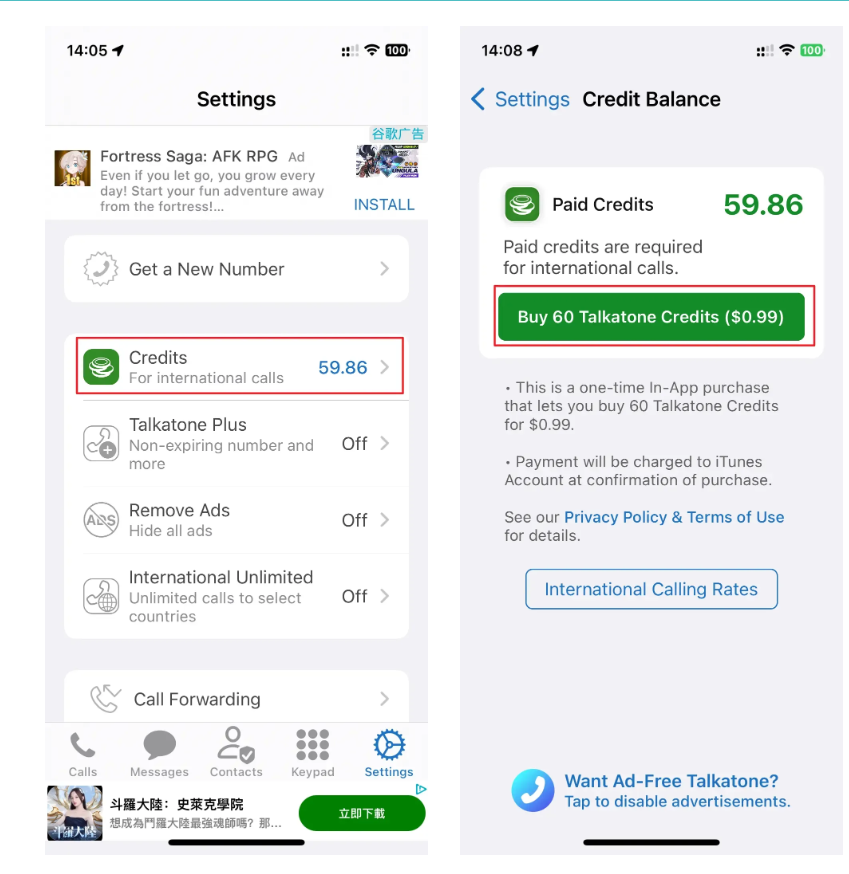 14:05
100
Settings
谷歌广告
Fortress Saga: AFK RPG Ad
Even if you let go, you grow every
day! Start your fun adventure away
from the fortress!...
INSTALL
Get a New Number
Credits
For international calls
59.86
Talkatone Plus
Non-expiring number and
more
Off
ADS
Remove Ads
Hide all ads
Off
International Unlimited
Unlimited calls to select
countries
Off
Call Forwarding
Calls
Messages
Contacts
Keypad
Settings
斗羅大陸：史萊克學院
想成為鬥羅大陸最強魂師嗎？那...
立即下載
14:08
100
Settings
Credit Balance
Paid Credits
59.86
Paid credits are required
for international calls.
Buy 60 Talkatone Credits ($0.99)
• This is a one-time In-App purchase
that lets you buy 60 Talkatone Credits
for $0.99.
• Payment will be charged to iTunes
Account at confirmation of purchase.
See our Privacy Policy & Terms of Use
for details.
International Calling Rates
Want Ad-Free Talkatone?
Tap to disable advertisements.